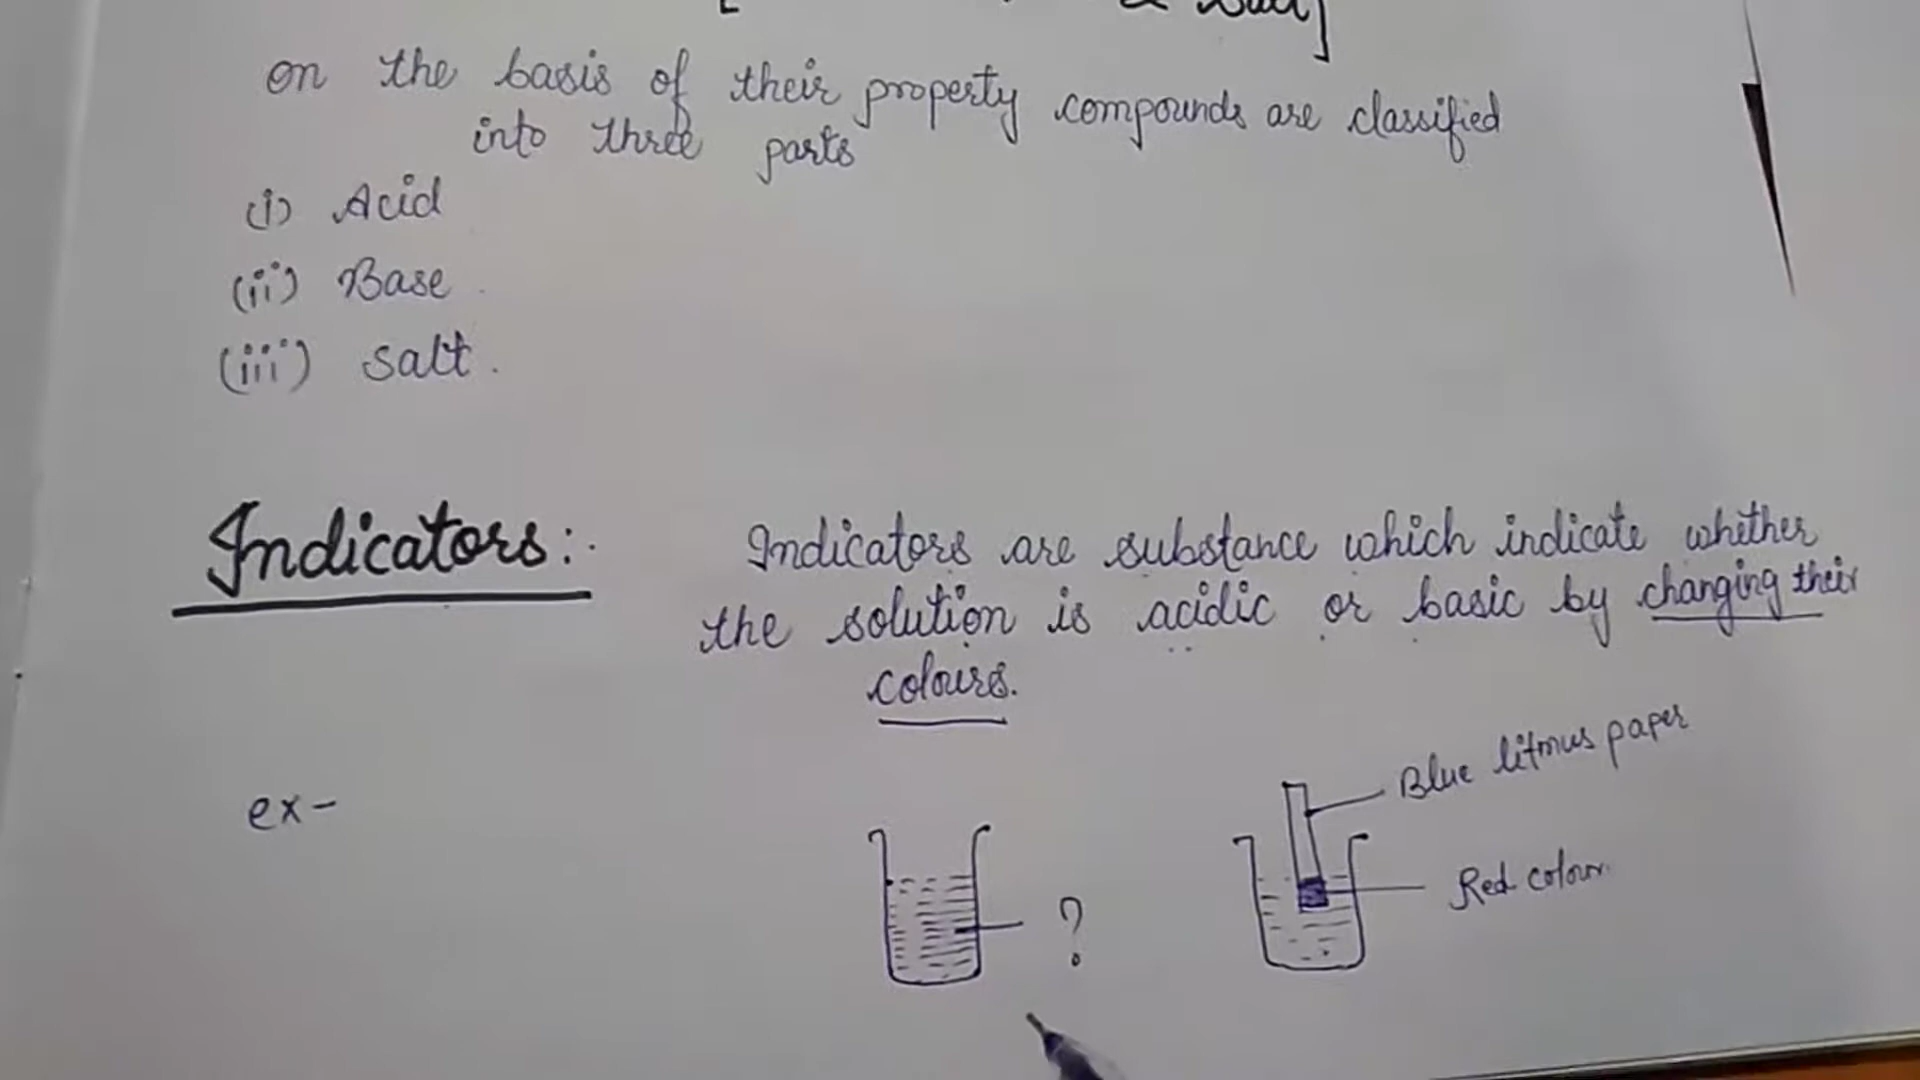 & Salt]
on the basis of their property compounds are classified
into three parts
(i) Acid
(ii) Base
(iii) Salt.
Indicators:
Indicators are substance which indicate whether
the solution is acidic or basic by changing their
colours.
ex-
?
Blue litmus paper
Red colour.